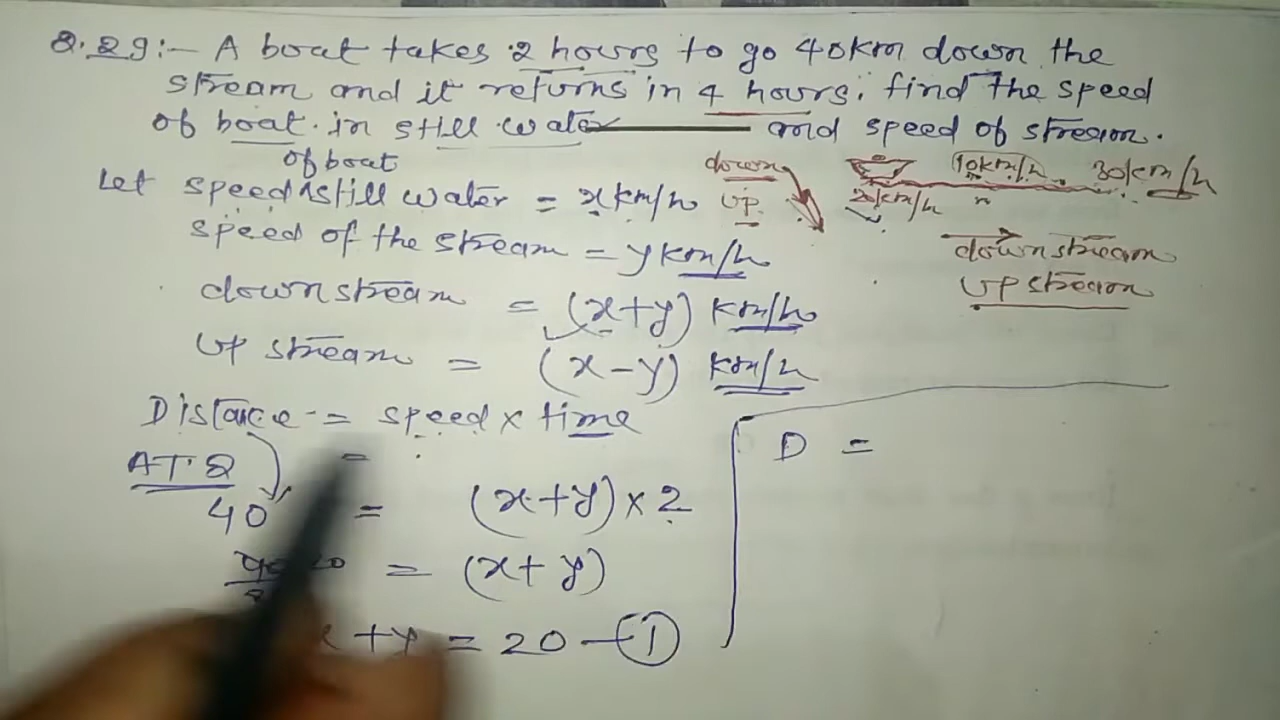 Q.29:- A boat takes 2 hours to go 40km down the
stream and it returns in 4 hours. find the speed
of boat in still water and speed of stream.
of boat
Let speed ^ still water = x km/h
down
up
10km/h
30km/h
20km/h
speed of the stream = y km/h
downstream
upstream
downstream = (x+y) km/h
Up stream = (x-y) km/h
Distance = speed x time
A.T.Q =
40 = (x+y) x 2
= (x+y)
x+y = 20 - ①
D =